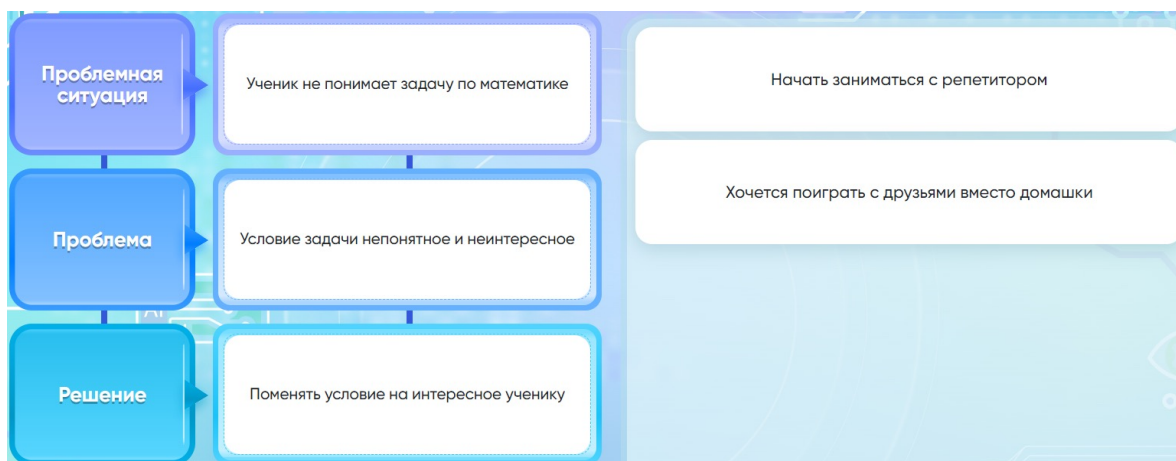 Проблемная
ситуация
Ученик не понимает задачу по математике
Начать заниматься с репетитором
Хочется поиграть с друзьями вместо домашки
Проблема
Условие задачи непонятное и неинтересное
Решение
Поменять условие на интересное ученику